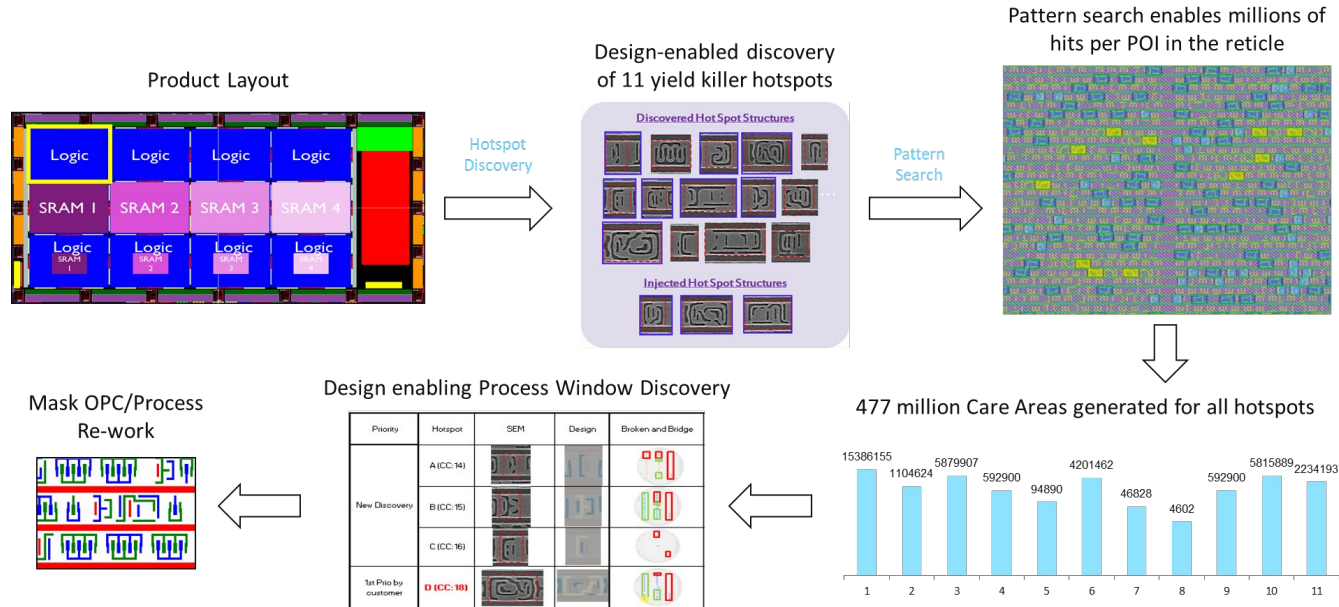 Product Layout
Logic Logic Logic Logic
SRAM 1 SRAM 2 SRAM 3 SRAM 4
Logic Logic Logic Logic
SRAM 1 SRAM 2 SRAM 3 SRAM 4
Hotspot
Discovery
Design-enabled discovery
of 11 yield killer hotspots
Discovered Hot Spot Structures
...
Injected Hot Spot Structures
Pattern
Search
Pattern search enables millions of
hits per POI in the reticle
477 million Care Areas generated for all hotspots
15386155 1104624 5879907 592900 94890 4201462 46828 4602 592900 5815889 2234193
1 2 3 4 5 6 7 8 9 10 11
Design enabling Process Window Discovery
Priority Hotspot SEM Design Broken and Bridge
A (CC:14)
New Discovery B (CC:15)
C (CC:16)
1st Prio by
customer D (CC:18)
Mask OPC/Process
Re-work